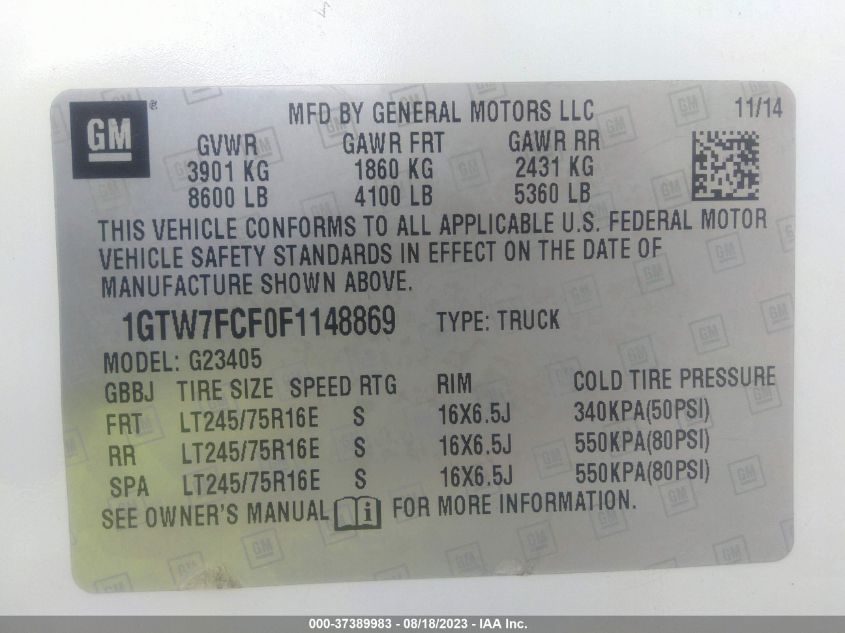 GM ® MFD BY GENERAL MOTORS LLC 11/14
GVWR GAWR FRT GAWR RR
3901 KG 1860 KG 2431 KG
8600 LB 4100 LB 5360 LB
THIS VEHICLE CONFORMS TO ALL APPLICABLE U.S. FEDERAL MOTOR
VEHICLE SAFETY STANDARDS IN EFFECT ON THE DATE OF
MANUFACTURE SHOWN ABOVE.
1GTW7FCF0F1148869 TYPE: TRUCK
MODEL: G23405
GBBJ TIRE SIZE SPEED RTG RIM COLD TIRE PRESSURE
FRT LT245/75R16E S 16X6.5J 340KPA(50PSI)
RR LT245/75R16E S 16X6.5J 550KPA(80PSI)
SPA LT245/75R16E S 16X6.5J 550KPA(80PSI)
SEE OWNER'S MANUAL i FOR MORE INFORMATION.
000-37389983 - 08/18/2023 - IAA Inc.